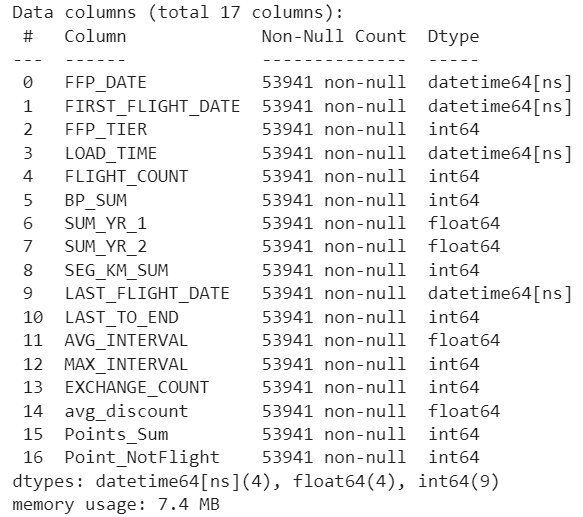 Data columns (total 17 columns):
 #   Column             Non-Null Count  Dtype
---  ------             --------------  -----
 0   FFP_DATE           53941 non-null  datetime64[ns]
 1   FIRST_FLIGHT_DATE  53941 non-null  datetime64[ns]
 2   FFP_TIER           53941 non-null  int64
 3   LOAD_TIME          53941 non-null  datetime64[ns]
 4   FLIGHT_COUNT       53941 non-null  int64
 5   BP_SUM             53941 non-null  int64
 6   SUM_YR_1           53941 non-null  float64
 7   SUM_YR_2           53941 non-null  float64
 8   SEG_KM_SUM         53941 non-null  int64
 9   LAST_FLIGHT_DATE   53941 non-null  datetime64[ns]
 10  LAST_TO_END        53941 non-null  int64
 11  AVG_INTERVAL       53941 non-null  float64
 12  MAX_INTERVAL       53941 non-null  int64
 13  EXCHANGE_COUNT     53941 non-null  int64
 14  avg_discount       53941 non-null  float64
 15  Points_Sum         53941 non-null  int64
 16  Point_NotFlight    53941 non-null  int64
dtypes: datetime64[ns](4), float64(4), int64(9)
memory usage: 7.4 MB